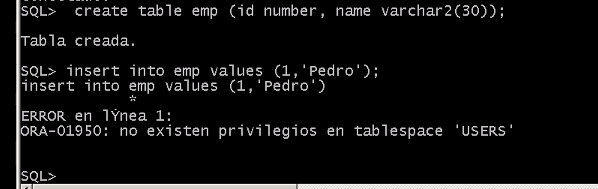 SQL>  create table emp (id number, name varchar2(30));
Tabla creada.
SQL> insert into emp values (1,'Pedro');
insert into emp values (1,'Pedro')
*
ERROR en lÝnea 1:
ORA-01950: no existen privilegios en tablespace 'USERS'
SQL>